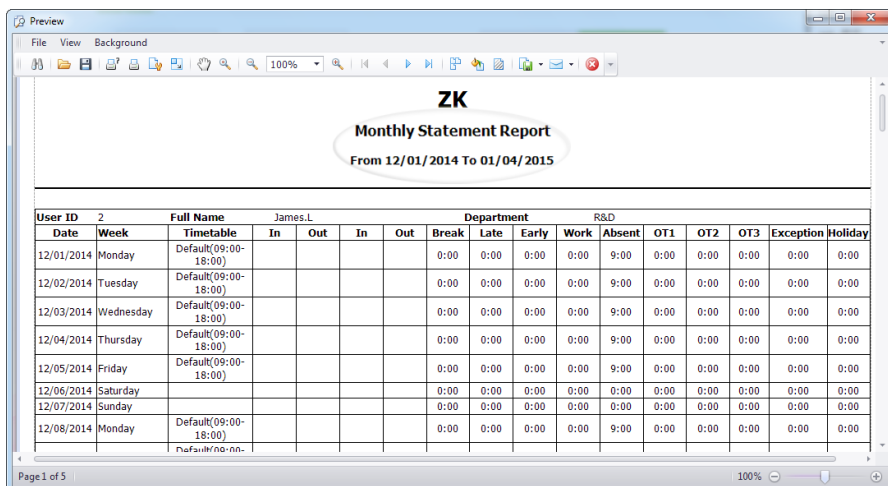 Preview
File View Background
100%
ZK
Monthly Statement Report
From 12/01/2014 To 01/04/2015
User ID 2 Full Name James.L Department R&D
Date Week Timetable In Out In Out Break Late Early Work Absent OT1 OT2 OT3 Exception Holiday
12/01/2014 Monday Default(09:00-18:00) 0:00 0:00 0:00 0:00 9:00 0:00 0:00 0:00 0:00 0:00
12/02/2014 Tuesday Default(09:00-18:00) 0:00 0:00 0:00 0:00 9:00 0:00 0:00 0:00 0:00 0:00
12/03/2014 Wednesday Default(09:00-18:00) 0:00 0:00 0:00 0:00 9:00 0:00 0:00 0:00 0:00 0:00
12/04/2014 Thursday Default(09:00-18:00) 0:00 0:00 0:00 0:00 9:00 0:00 0:00 0:00 0:00 0:00
12/05/2014 Friday Default(09:00-18:00) 0:00 0:00 0:00 0:00 9:00 0:00 0:00 0:00 0:00 0:00
12/06/2014 Saturday 0:00 0:00 0:00 0:00 0:00 0:00 0:00 0:00 0:00 0:00
12/07/2014 Sunday 0:00 0:00 0:00 0:00 0:00 0:00 0:00 0:00 0:00 0:00
12/08/2014 Monday Default(09:00-18:00) 0:00 0:00 0:00 0:00 9:00 0:00 0:00 0:00 0:00 0:00
Default(09:00-
Page 1 of 5 100%